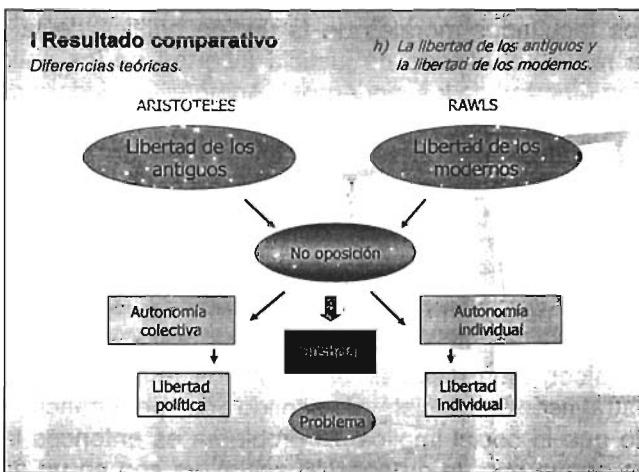 I Resultado comparativo
Diferencias teóricas.
h) La libertad de los antiguos y
la libertad de los modernos.
ARISTOTELES
RAWLS
Libertad de los
antiguos
Libertad de los
modernos
No oposición
Autonomía
colectiva
Autonomía
individual
Libertad
política
Libertad
individual
Problema